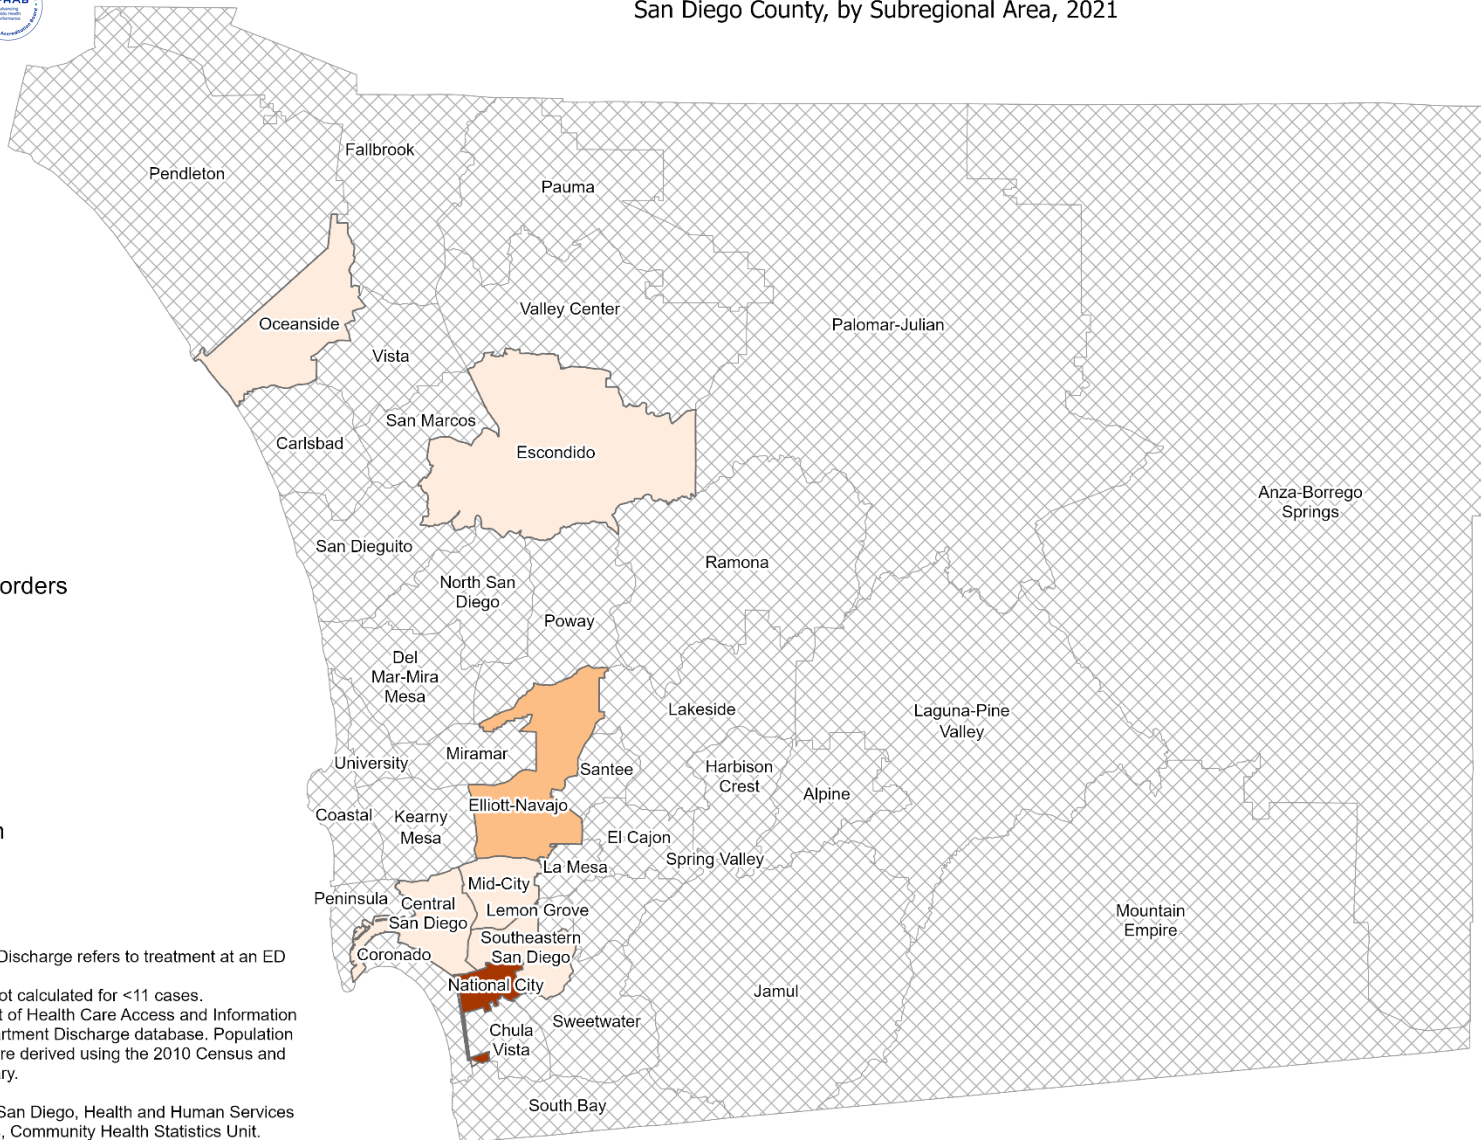 San Diego County, by Subregional Area, 2021
Pendleton
Fallbrook
Pauma
Oceanside
Valley Center
Palomar-Julian
Vista
San Marcos
Carlsbad
Escondido
Anza-Borrego
Springs
San Dieguito
Ramona
orders
North San
Diego
Poway
Del
Mar-Mira
Mesa
Lakeside
Laguna-Pine
Valley
Miramar
University
Santee
Harbison
Crest
Alpine
Elliott-Navajo
Coastal
Kearny
Mesa
El Cajon
Spring Valley
La Mesa
Mid-City
Peninsula
Central
San Diego
Lemon Grove
Mountain
Empire
Southeastern
San Diego
Coronado
National City
Jamul
Sweetwater
Chula
Vista
South Bay
Discharge refers to treatment at an ED
ot calculated for <11 cases.
t of Health Care Access and Information
artment Discharge database. Population
re derived using the 2010 Census and
ry.
San Diego, Health and Human Services
, Community Health Statistics Unit.